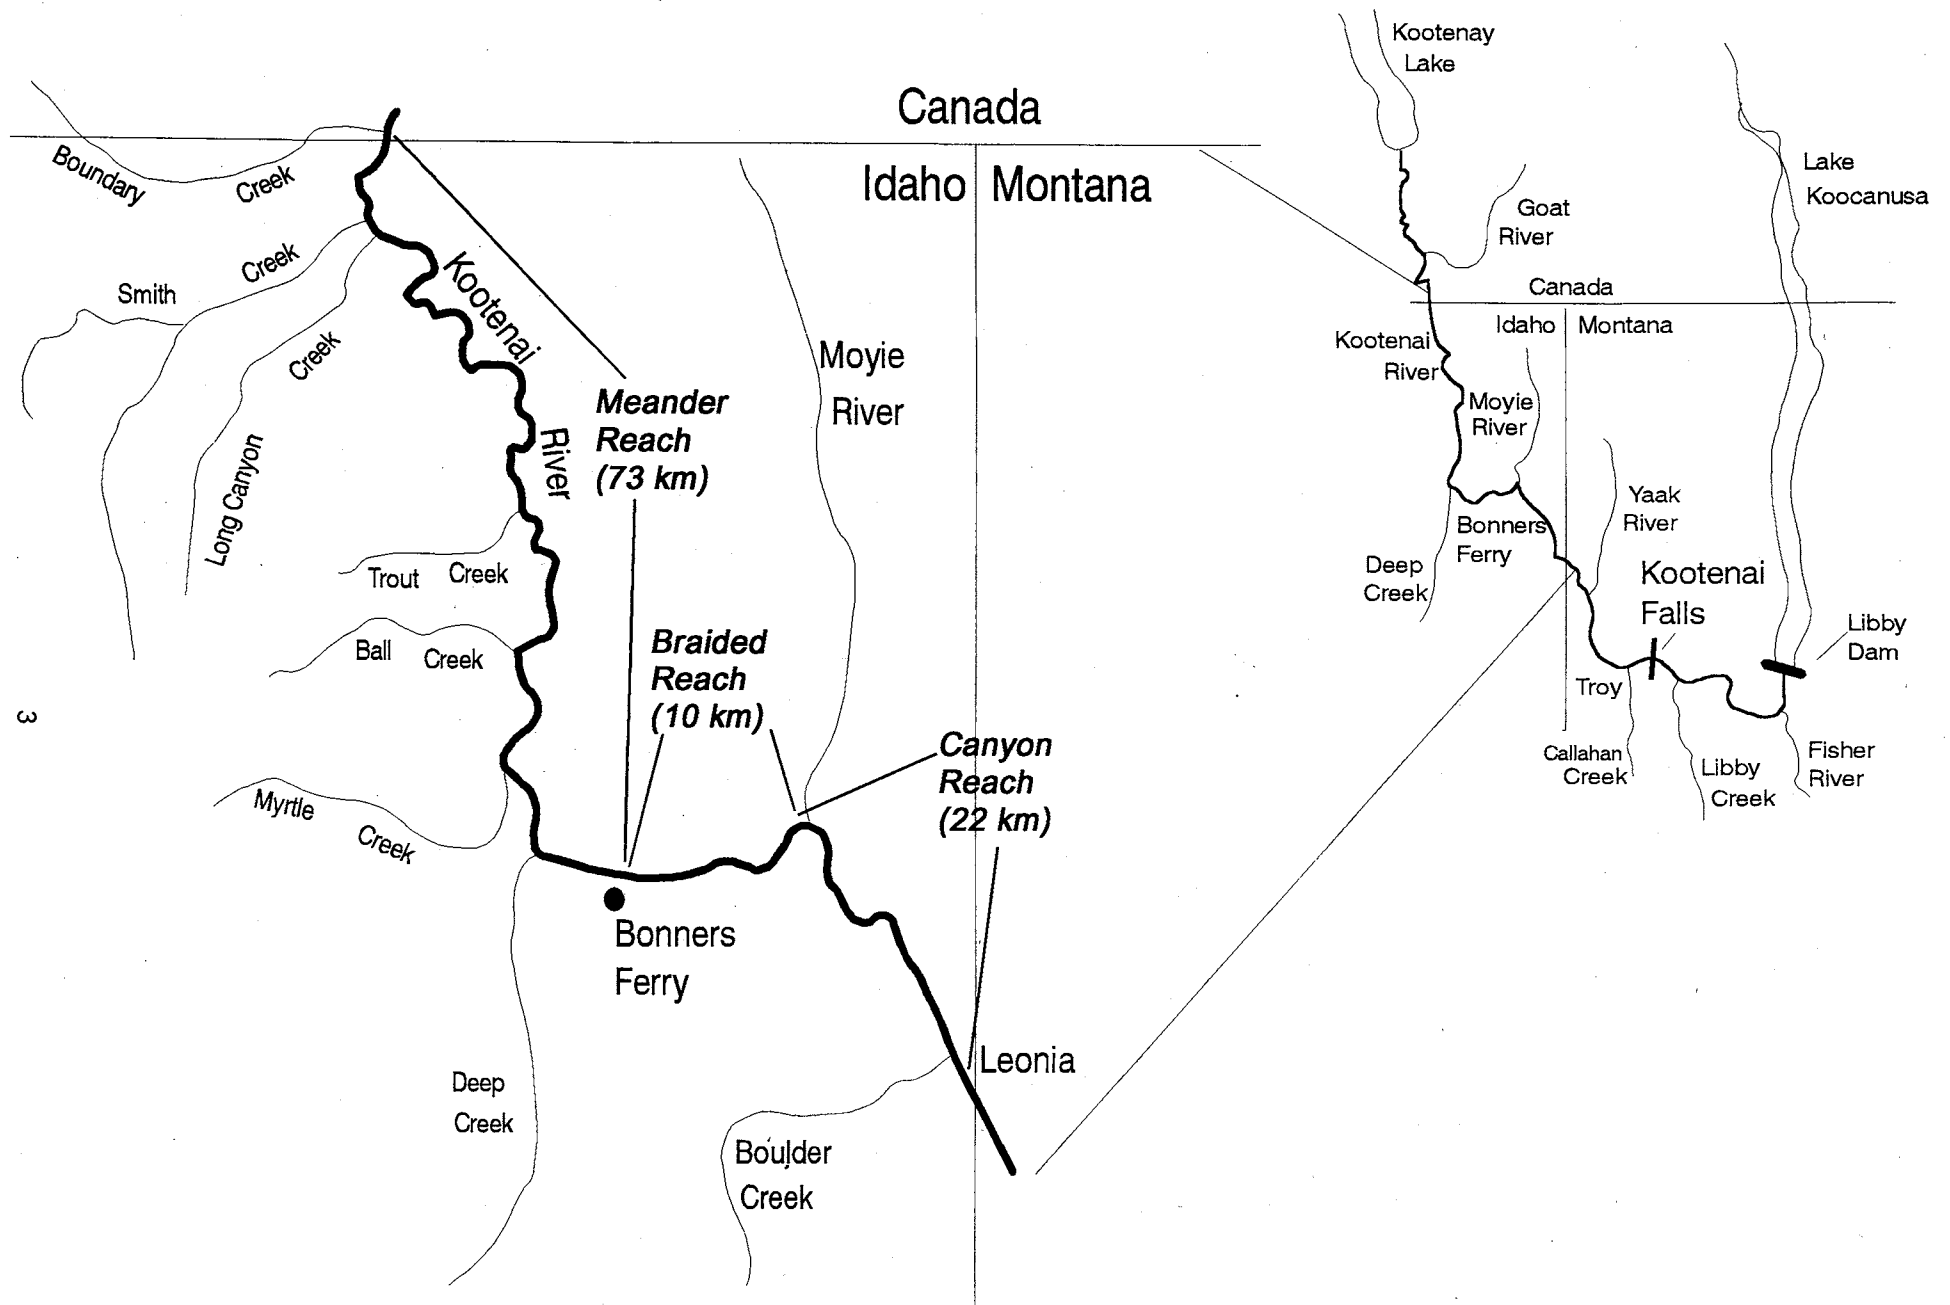 Canada
Idaho
Montana
Boundary
Creek
Smith
Creek
Long Canyon
Creek
Kootenai
River
Moyie
River
Meander
Reach
(73 km)
Trout
Creek
Ball
Creek
Braided
Reach
(10 km)
Canyon
Reach
(22 km)
Myrtle
Creek
Bonners
Ferry
Deep
Creek
Leonia
Boulder
Creek
3
Kootenay
Lake
Lake
Koocanusa
Goat
River
Canada
Idaho
Montana
Kootenai
River
Moyie
River
Yaak
River
Bonners
Ferry
Deep
Creek
Kootenai
Falls
Libby
Dam
Troy
Callahan
Creek
Libby
Creek
Fisher
River